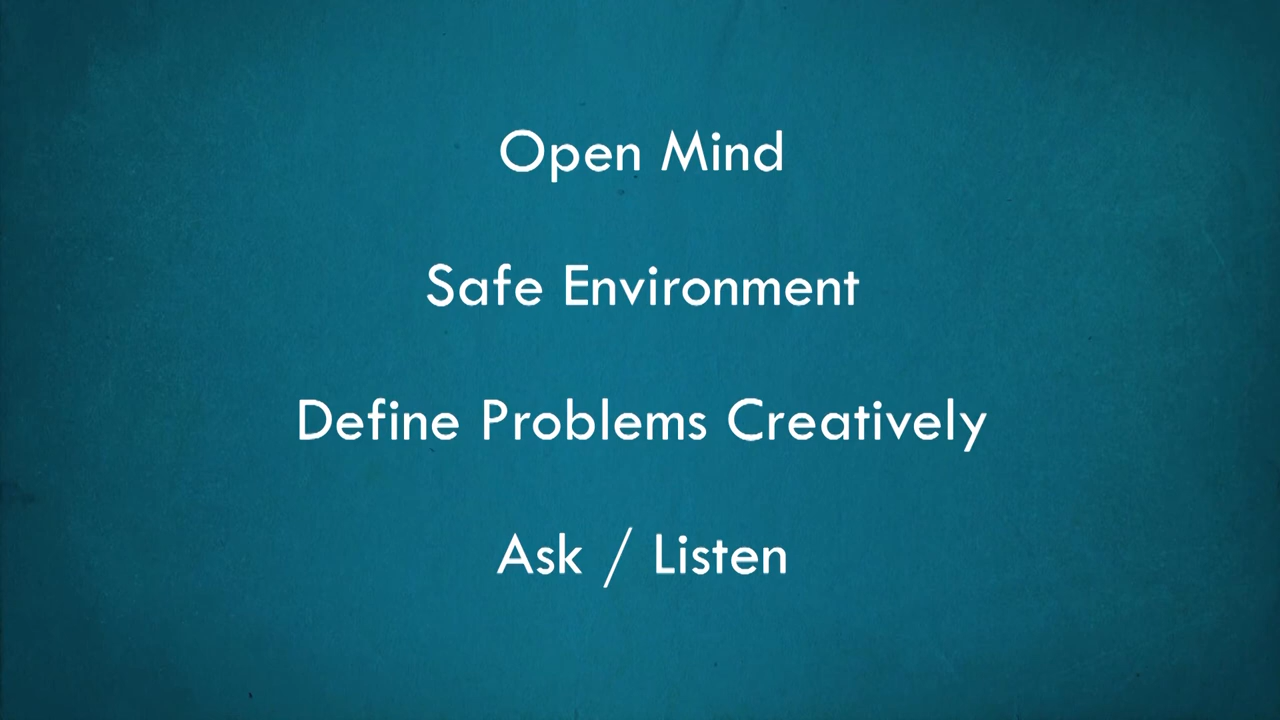 Open Mind
Safe Environment
Define Problems Creatively
Ask / Listen